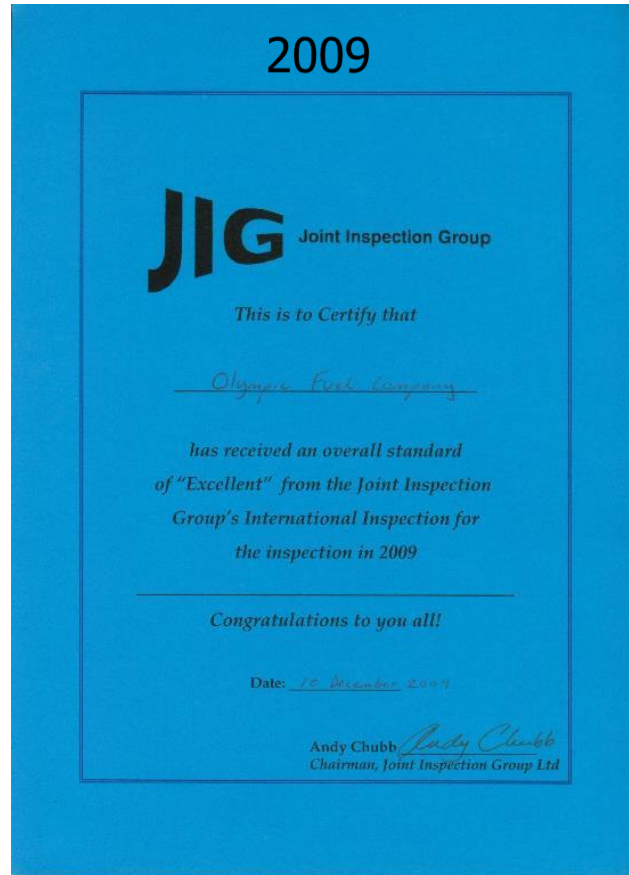 2009
JIG Joint Inspection Group
This is to Certify that
Olympic Fuel Company
has received an overall standard
of "Excellent" from the Joint Inspection
Group's International Inspection for
the inspection in 2009
Congratulations to you all!
Date: 10 December 2009
Andy Chubb Andy Chubb
Chairman, Joint Inspection Group Ltd